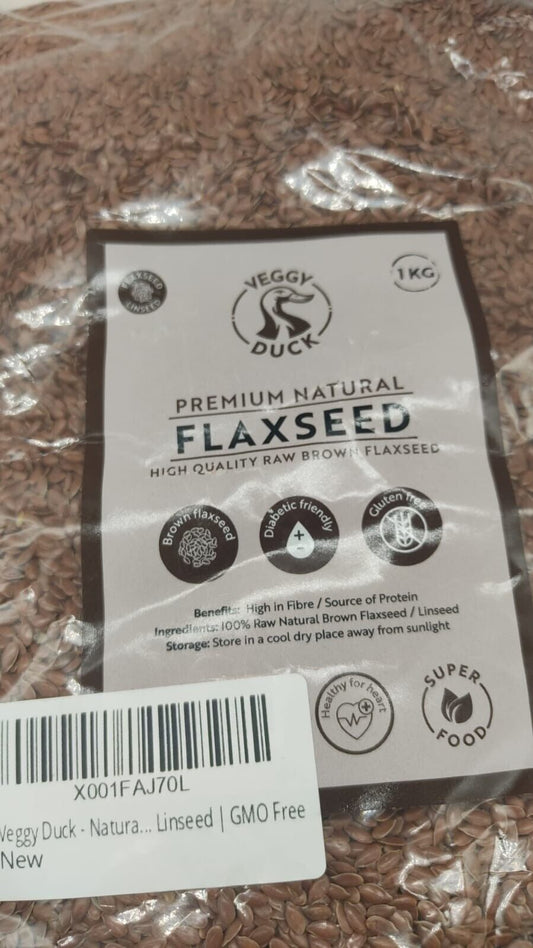 FLAXSEED
LINSEED
VEGGY
DUCK
1 KG
PREMIUM NATURAL
FLAXSEED
HIGH QUALITY RAW BROWN FLAXSEED
Brown flaxseed
Diabetic friendly
+
−
Gluten free
Benefits: High in Fibre / Source of Protein
Ingredients: 100% Raw Natural Brown Flaxseed / Linseed
Storage: Store in a cool dry place away from sunlight
Healthy for heart
SUPER
FOOD
X001FAJ70L
Veggy Duck - Natura... Linseed | GMO Free
New